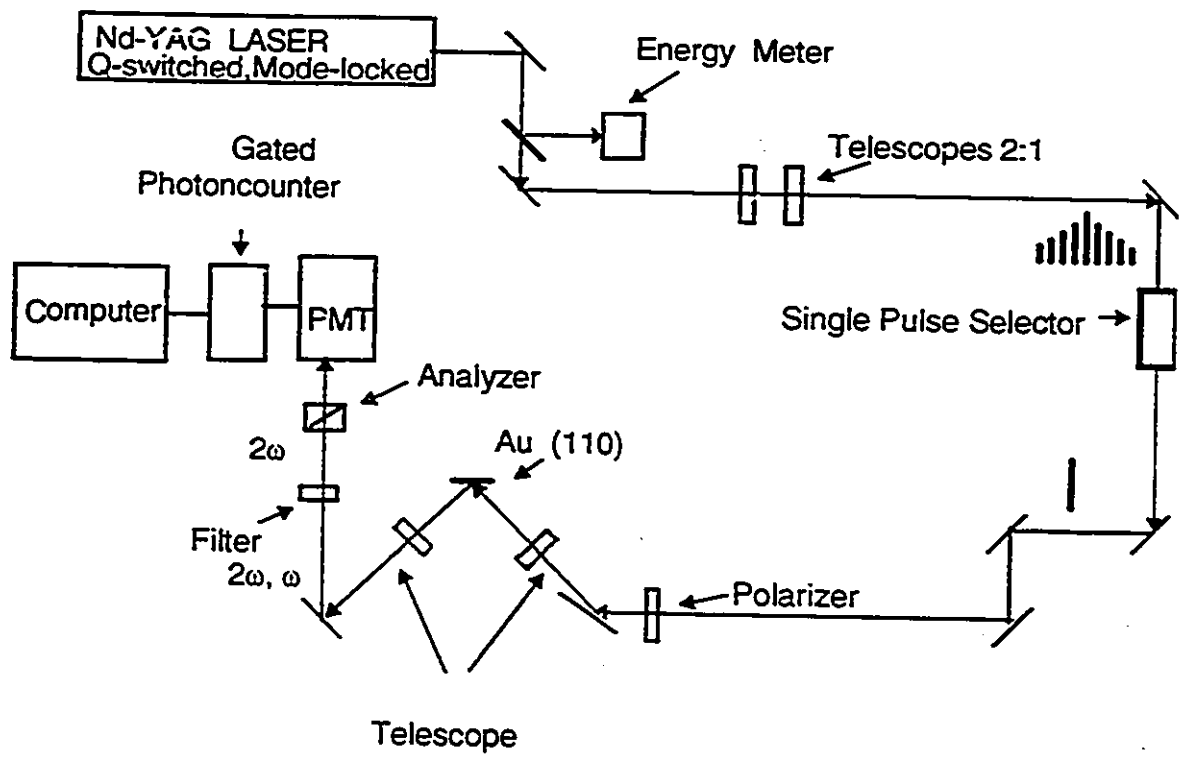 Nd-YAG LASER
Q-switched,Mode-locked
Energy Meter
Gated
Photoncounter
Telescopes 2:1
Computer
PMT
Single Pulse Selector
Analyzer
2ω
Au (110)
Filter
2ω, ω
Polarizer
Telescope